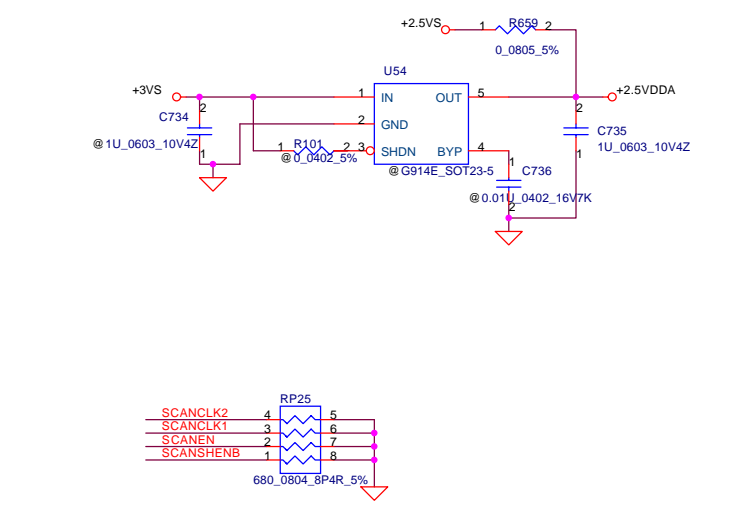 +2.5VS
1
R659
2
0_0805_5%
U54
+3VS
1
IN
OUT
5
+2.5VDDA
C734
2
@1U_0603_10V4Z
1
2
GND
C735
2
1
1U_0603_10V4Z
1
R101
2
@0_0402_5%
3
SHDN
BYP
4
@G914E_SOT23-5
1
C736
@0.01U_0402_16V7K
2
RP25
SCANCLK2
4
5
SCANCLK1
3
6
SCANEN
2
7
SCANSHENB
1
8
680_0804_8P4R_5%